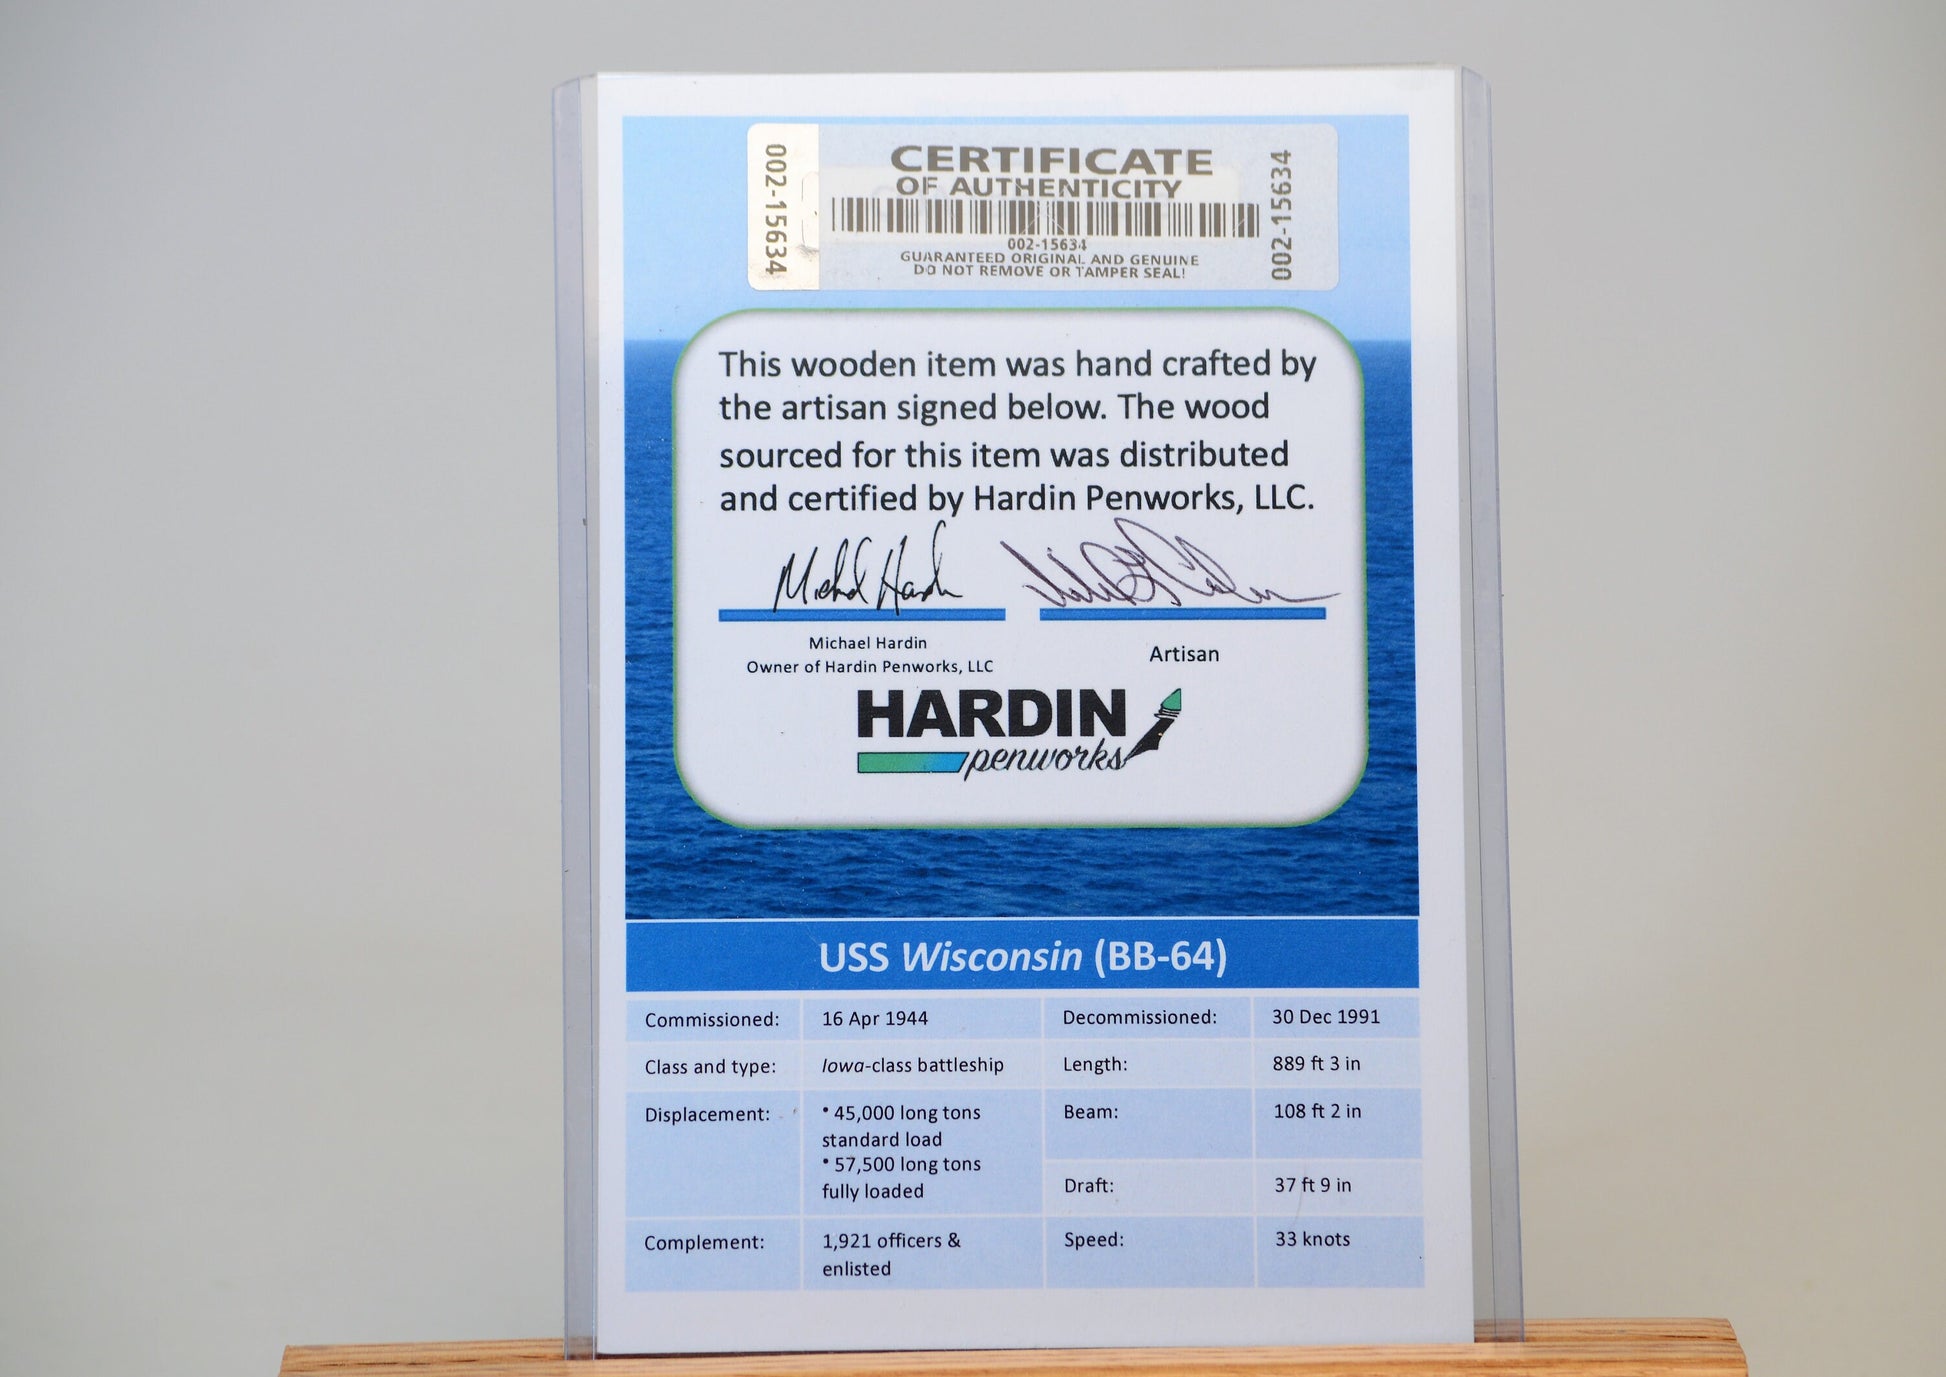 002-15634
CERTIFICATE
OF AUTHENTICITY
002-15634
GUARANTEED ORIGINAL AND GENUINE
DO NOT REMOVE OR TAMPER SEAL!
002-15634
This wooden item was hand crafted by
the artisan signed below. The wood
sourced for this item was distributed
and certified by Hardin Penworks, LLC.
Michael Hardin
Michael Hardin
Owner of Hardin Penworks, LLC
Artisan
HARDIN
penworks
USS Wisconsin (BB-64)
Commissioned: 16 Apr 1944 Decommissioned: 30 Dec 1991
Class and type: Iowa-class battleship Length: 889 ft 3 in
Displacement: • 45,000 long tons Beam: 108 ft 2 in
standard load
• 57,500 long tons
fully loaded Draft: 37 ft 9 in
Complement: 1,921 officers & Speed: 33 knots
enlisted